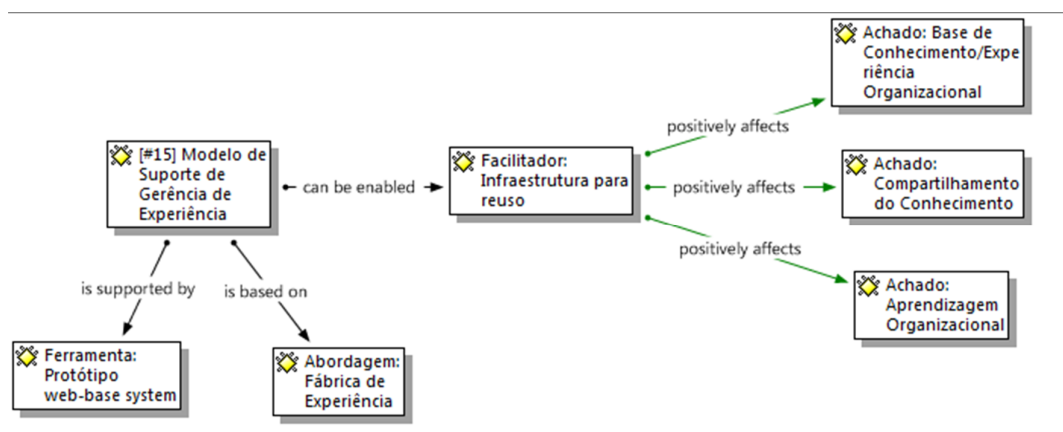 Achado: Base de
Conhecimento/Expe
riência
Organizacional
positively affects
[#15] Modelo de
Suporte de
Gerência de
Experiência
can be enabled
Facilitador:
Infraestrutura para
reuso
positively affects
Achado:
Compartilhamento
do Conhecimento
positively affects
is supported by
is based on
Achado:
Aprendizagem
Organizacional
Ferramenta:
Protótipo
web-base system
Abordagem:
Fábrica de
Experiência